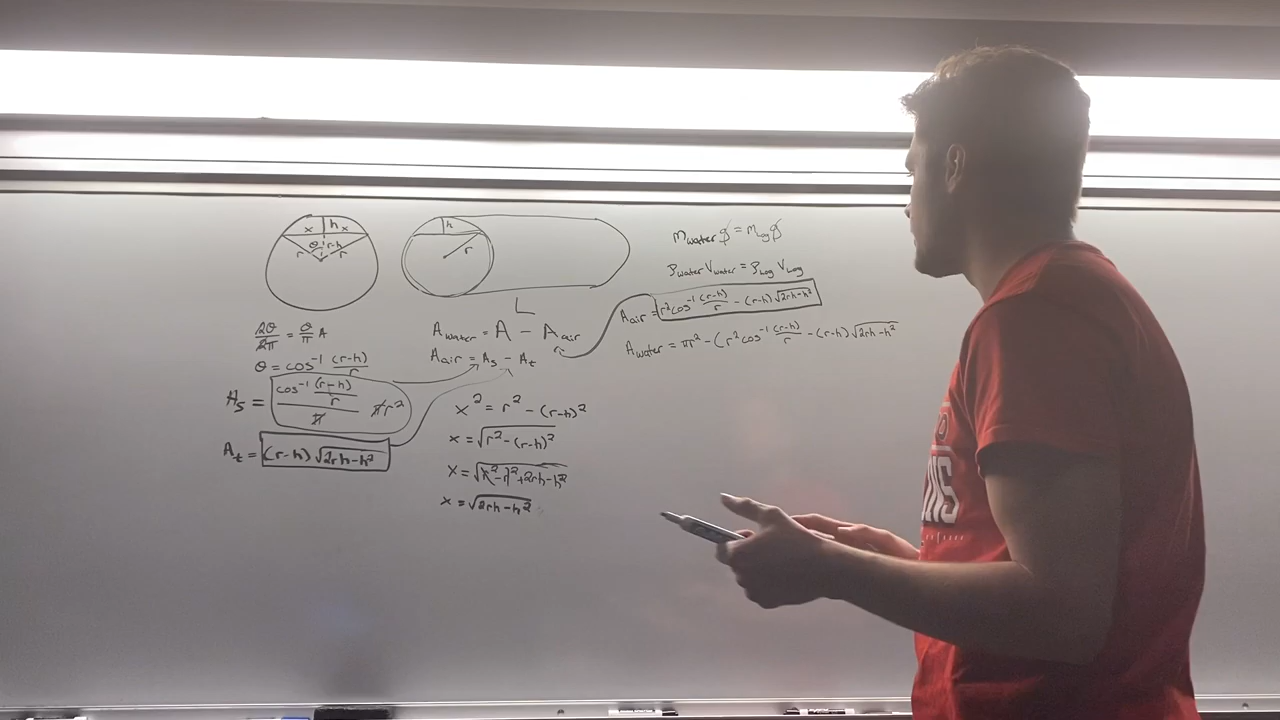 x h x
θ r-h
r r
h
r
L
2θ/2π = θ/π A
θ = cos⁻¹ (r-h)/r
A_s = (cos⁻¹ (r-h)/r)/π πr²
A_t = (r-h) √(2rh-h²)
A_water = A - A_air
A_air = A_s - A_t
x² = r² - (r-h)²
x = √(r² - (r-h)²)
x = √(r² - r² + 2rh - h²)
x = √(2rh-h²)
m_water g = m_log g
ρ_water V_water = ρ_log V_log
A_air = r² cos⁻¹ (r-h)/r - (r-h) √(2rh-h²)
A_water = πr² - (r² cos⁻¹ (r-h)/r - (r-h) √(2rh-h²)